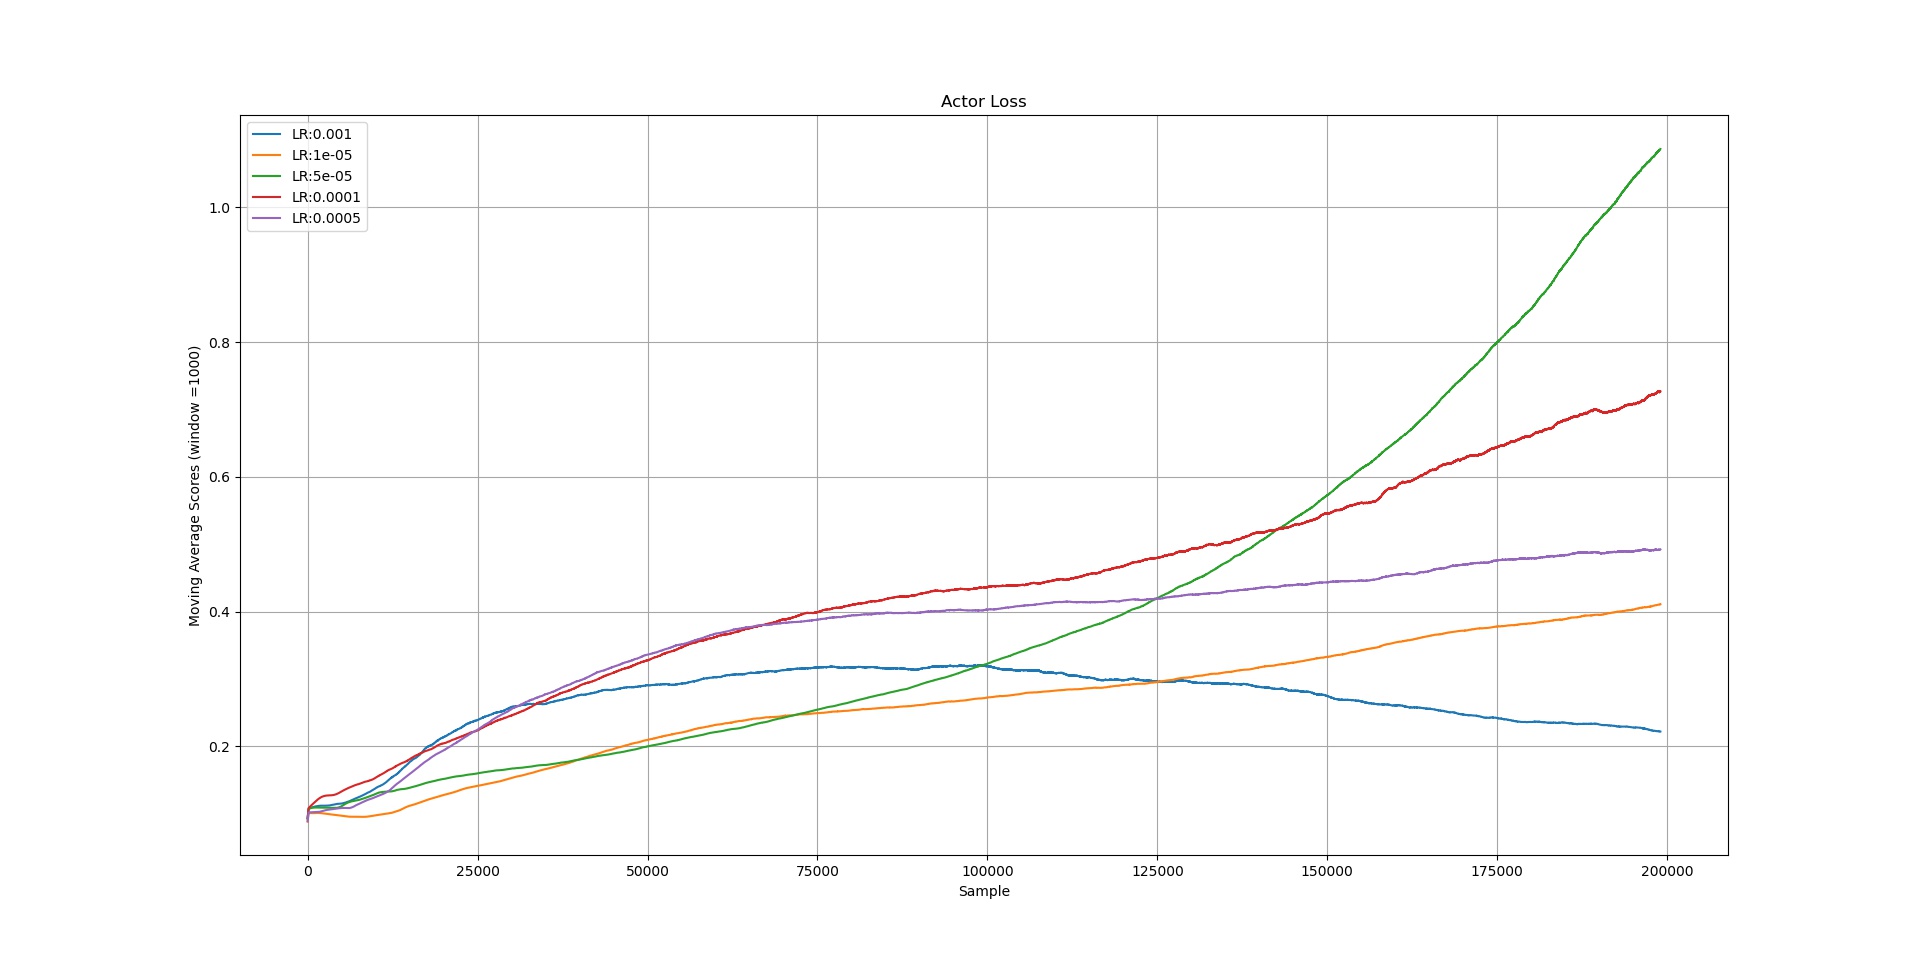 Actor Loss
LR:0.001
LR:1e-05
LR:5e-05
LR:0.0001
LR:0.0005
1.0
0.8
0.6
0.4
0.2
Moving Average Scores (window =1000)
0 25000 50000 75000 100000 125000 150000 175000 200000
Sample